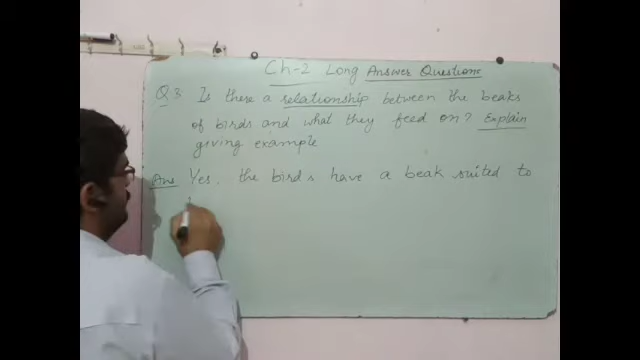 Ch-2 Long Answer Questions
Q 3 Is there a relationship between the beaks
of birds and what they feed on? Explain
giving example
Ans Yes. the birds have a beak suited to